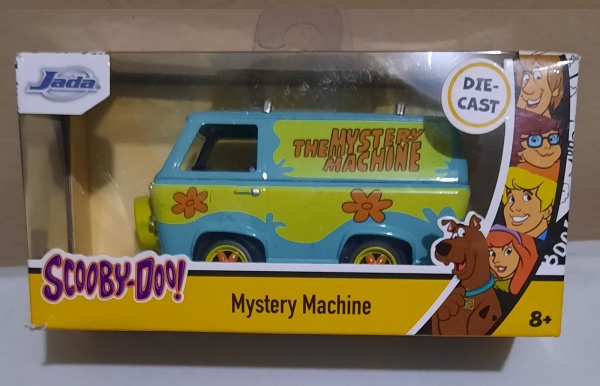 Jada
DIE-
CAST
THE MYSTERY
MACHINE
SCOOBY-DOO!
Mystery Machine
8+